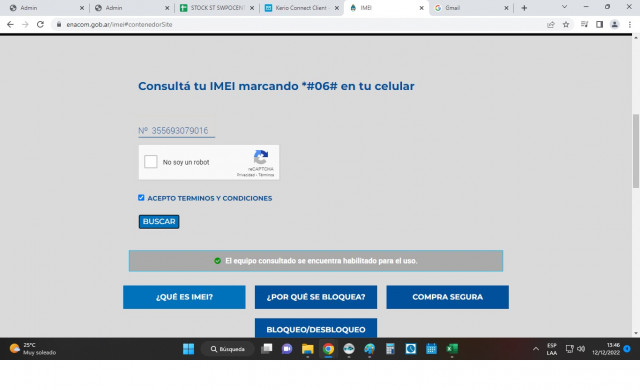 Admin
Admin
STOCK ST SWPOCENT
Kerio Connect Client -
IMEI
Gmail
enacom.gob.ar/imei#contenedorSite
Consultá tu IMEI marcando *#06# en tu celular
Nº 355693079016
No soy un robot
reCAPTCHA
Privacidad - Términos
ACEPTO TERMINOS Y CONDICIONES
BUSCAR
El equipo consultado se encuentra habilitado para el uso.
¿QUÉ ES IMEI?
¿POR QUÉ SE BLOQUEA?
COMPRA SEGURA
BLOQUEO/DESBLOQUEO
25°C
Muy soleado
Búsqueda
ESP
LAA
15:46
12/12/2022